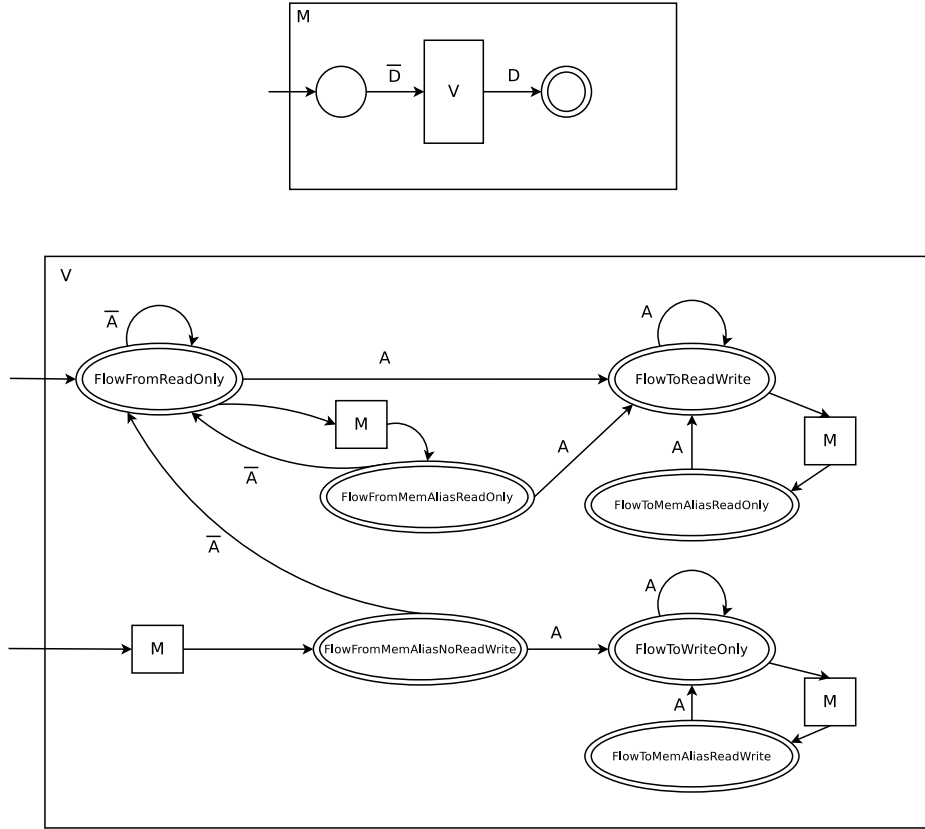 M
D̅
V
D
V
A̅
A
A
FlowFromReadOnly
FlowToReadWrite
M
M
A
A
A̅
FlowFromMemAliasReadOnly
FlowToMemAliasReadOnly
A̅
A
A
M
FlowFromMemAliasNoReadWrite
FlowToWriteOnly
M
A
FlowToMemAliasReadWrite